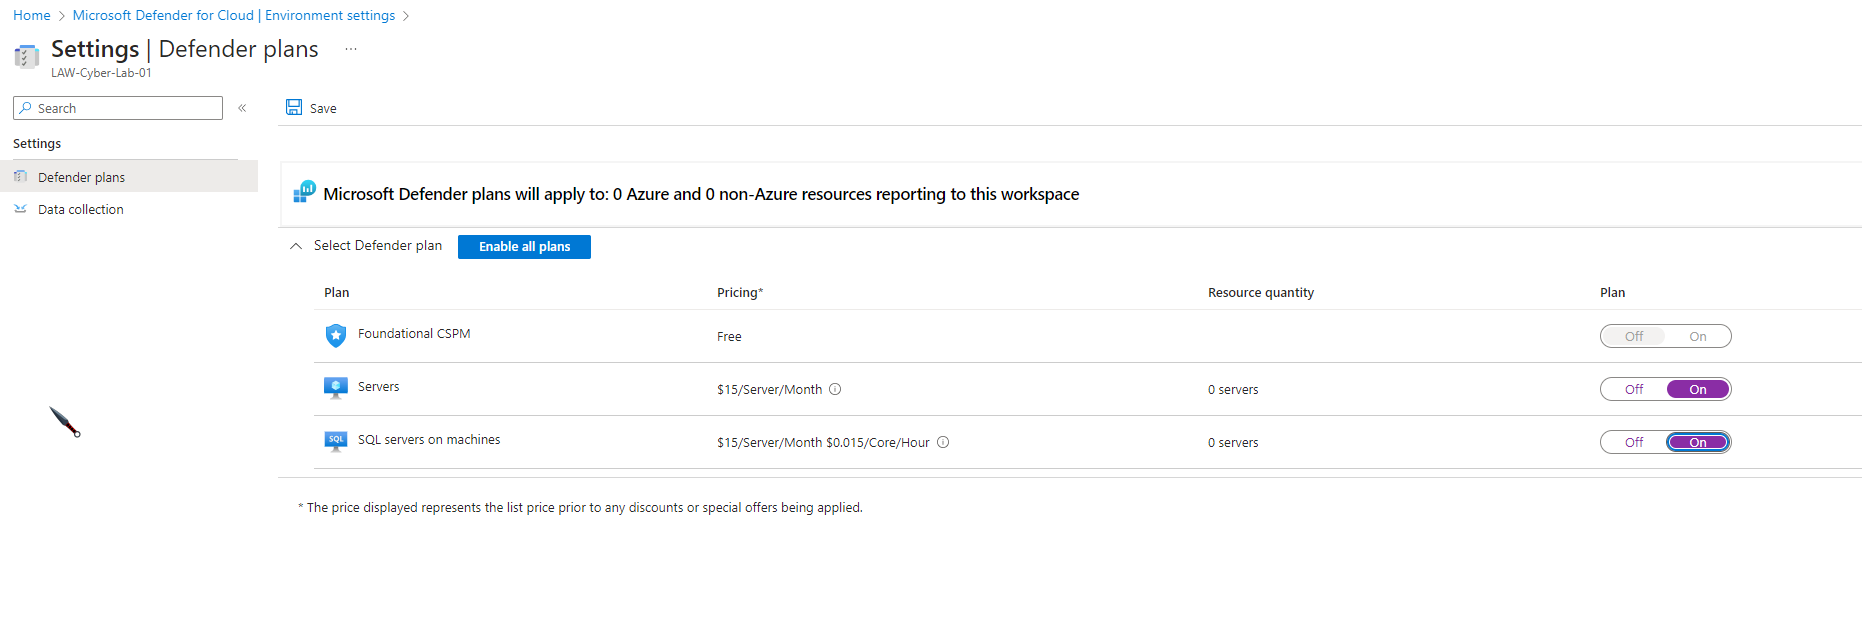 Home > Microsoft Defender for Cloud | Environment settings >
Settings | Defender plans ...
LAW-Cyber-Lab-01
Search «
Save
Settings
Defender plans
Data collection
Microsoft Defender plans will apply to: 0 Azure and 0 non-Azure resources reporting to this workspace
Select Defender plan Enable all plans
Plan Pricing* Resource quantity Plan
Foundational CSPM Free Off On
Servers $15/Server/Month 0 servers Off On
SQL SQL servers on machines $15/Server/Month $0.015/Core/Hour 0 servers Off On
* The price displayed represents the list price prior to any discounts or special offers being applied.